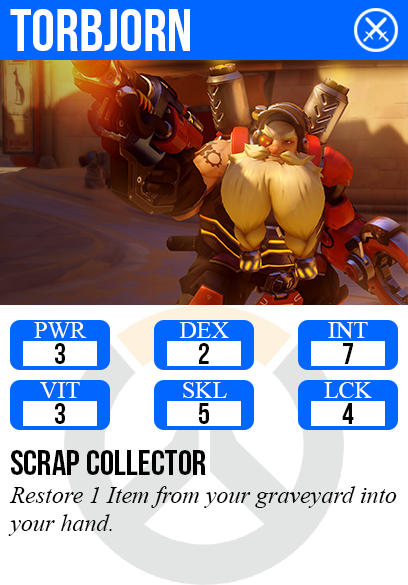 TORBJORN
PWR DEX INT
3 2 7
VIT SKL LCK
3 5 4
SCRAP COLLECTOR
Restore 1 Item from your graveyard into
your hand.